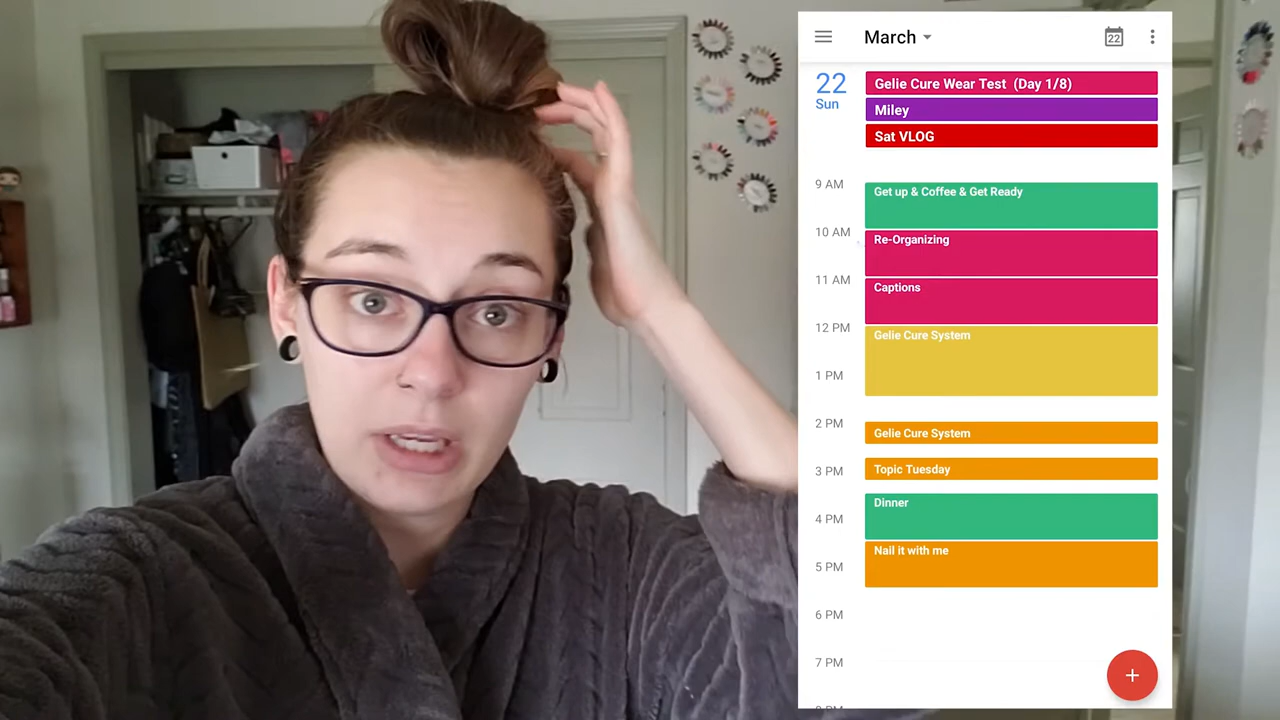 March
22
22
Sun
Gelie Cure Wear Test (Day 1/8)
Miley
Sat VLOG
9 AM
Get up & Coffee & Get Ready
10 AM
Re-Organizing
11 AM
Captions
12 PM
Gelie Cure System
1 PM
2 PM
Gelie Cure System
3 PM
Topic Tuesday
Dinner
4 PM
Nail it with me
5 PM
6 PM
7 PM